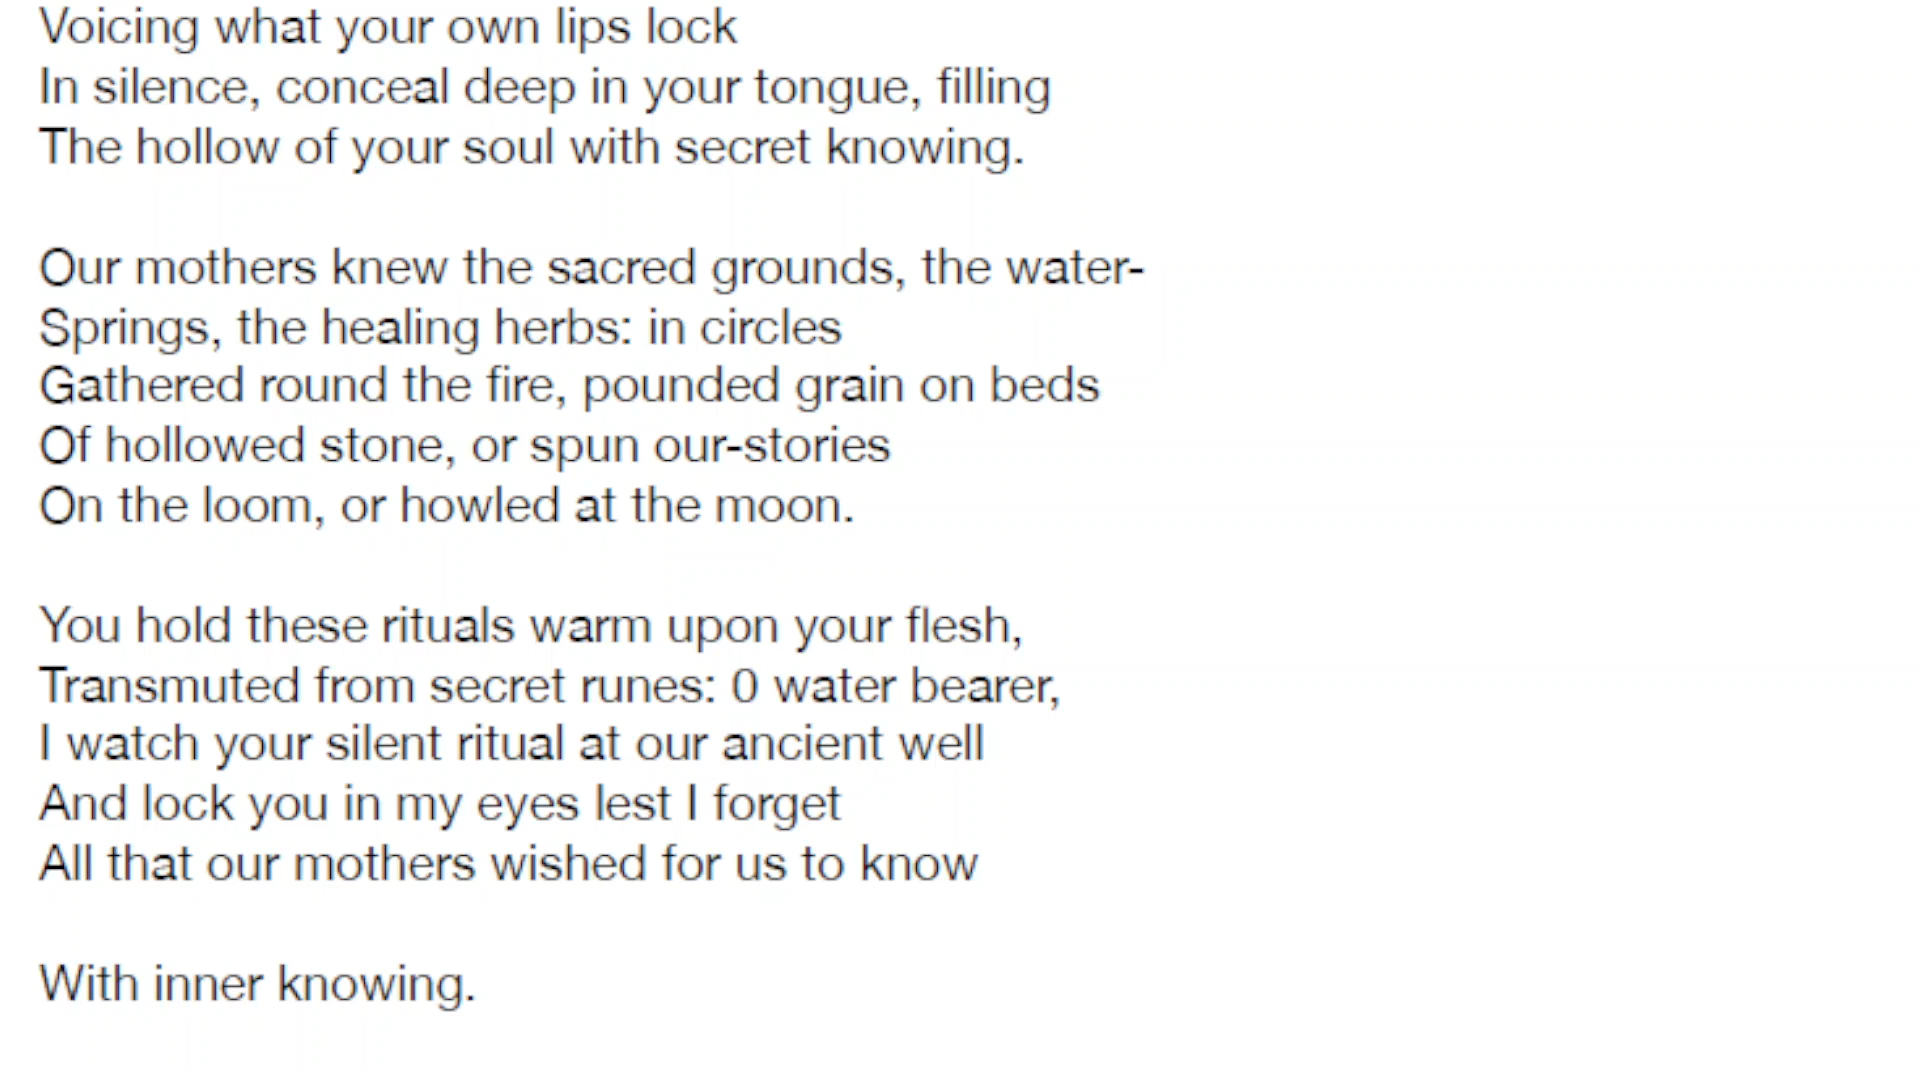 Voicing what your own lips lock
In silence, conceal deep in your tongue, filling
The hollow of your soul with secret knowing.
Our mothers knew the sacred grounds, the water-
Springs, the healing herbs: in circles
Gathered round the fire, pounded grain on beds
Of hollowed stone, or spun our-stories
On the loom, or howled at the moon.
You hold these rituals warm upon your flesh,
Transmuted from secret runes: 0 water bearer,
I watch your silent ritual at our ancient well
And lock you in my eyes lest I forget
All that our mothers wished for us to know
With inner knowing.